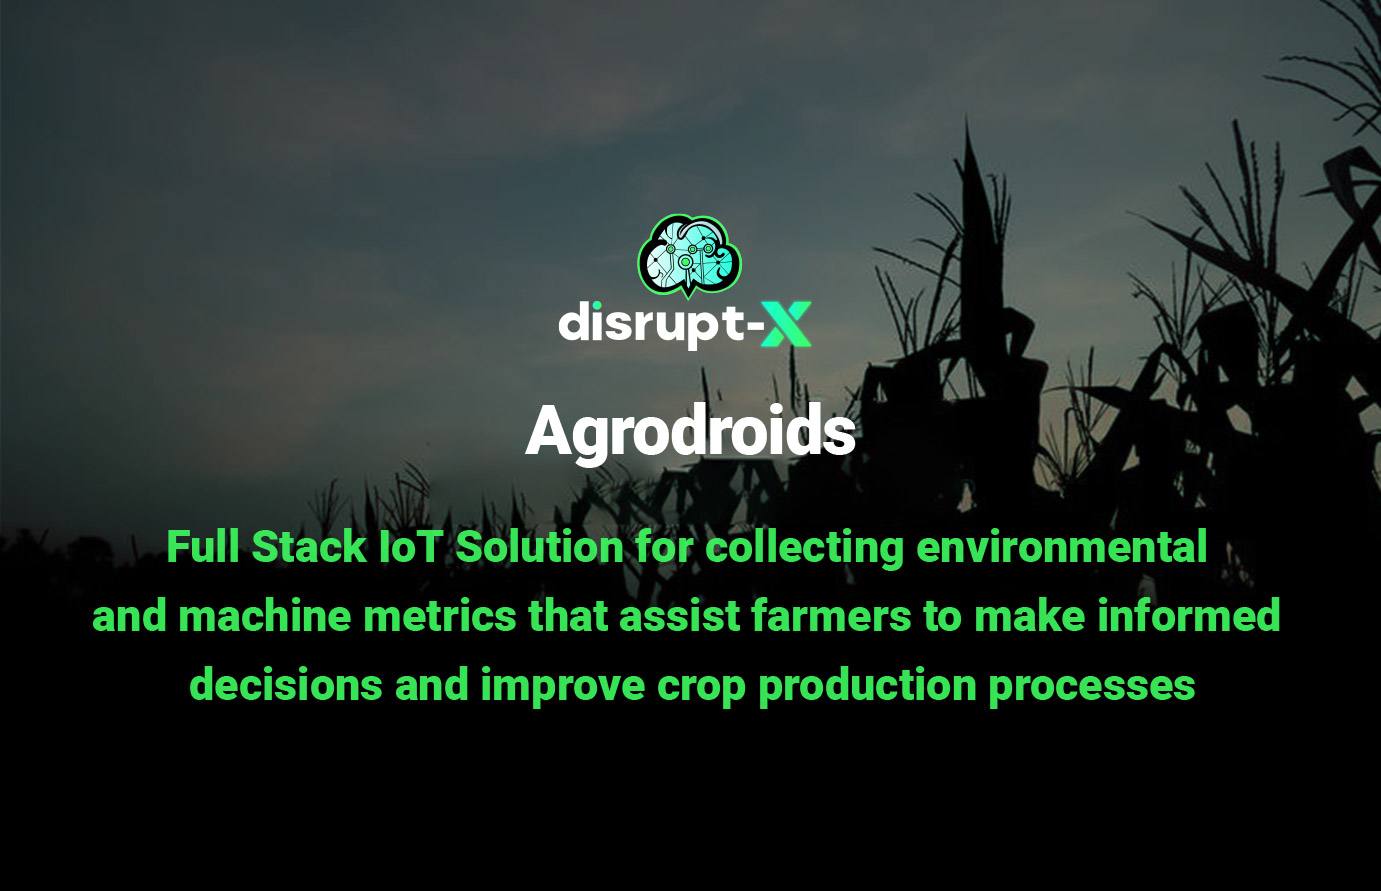 disrupt-X
Agrodroids
Full Stack IoT Solution for collecting environmental
and machine metrics that assist farmers to make informed
decisions and improve crop production processes